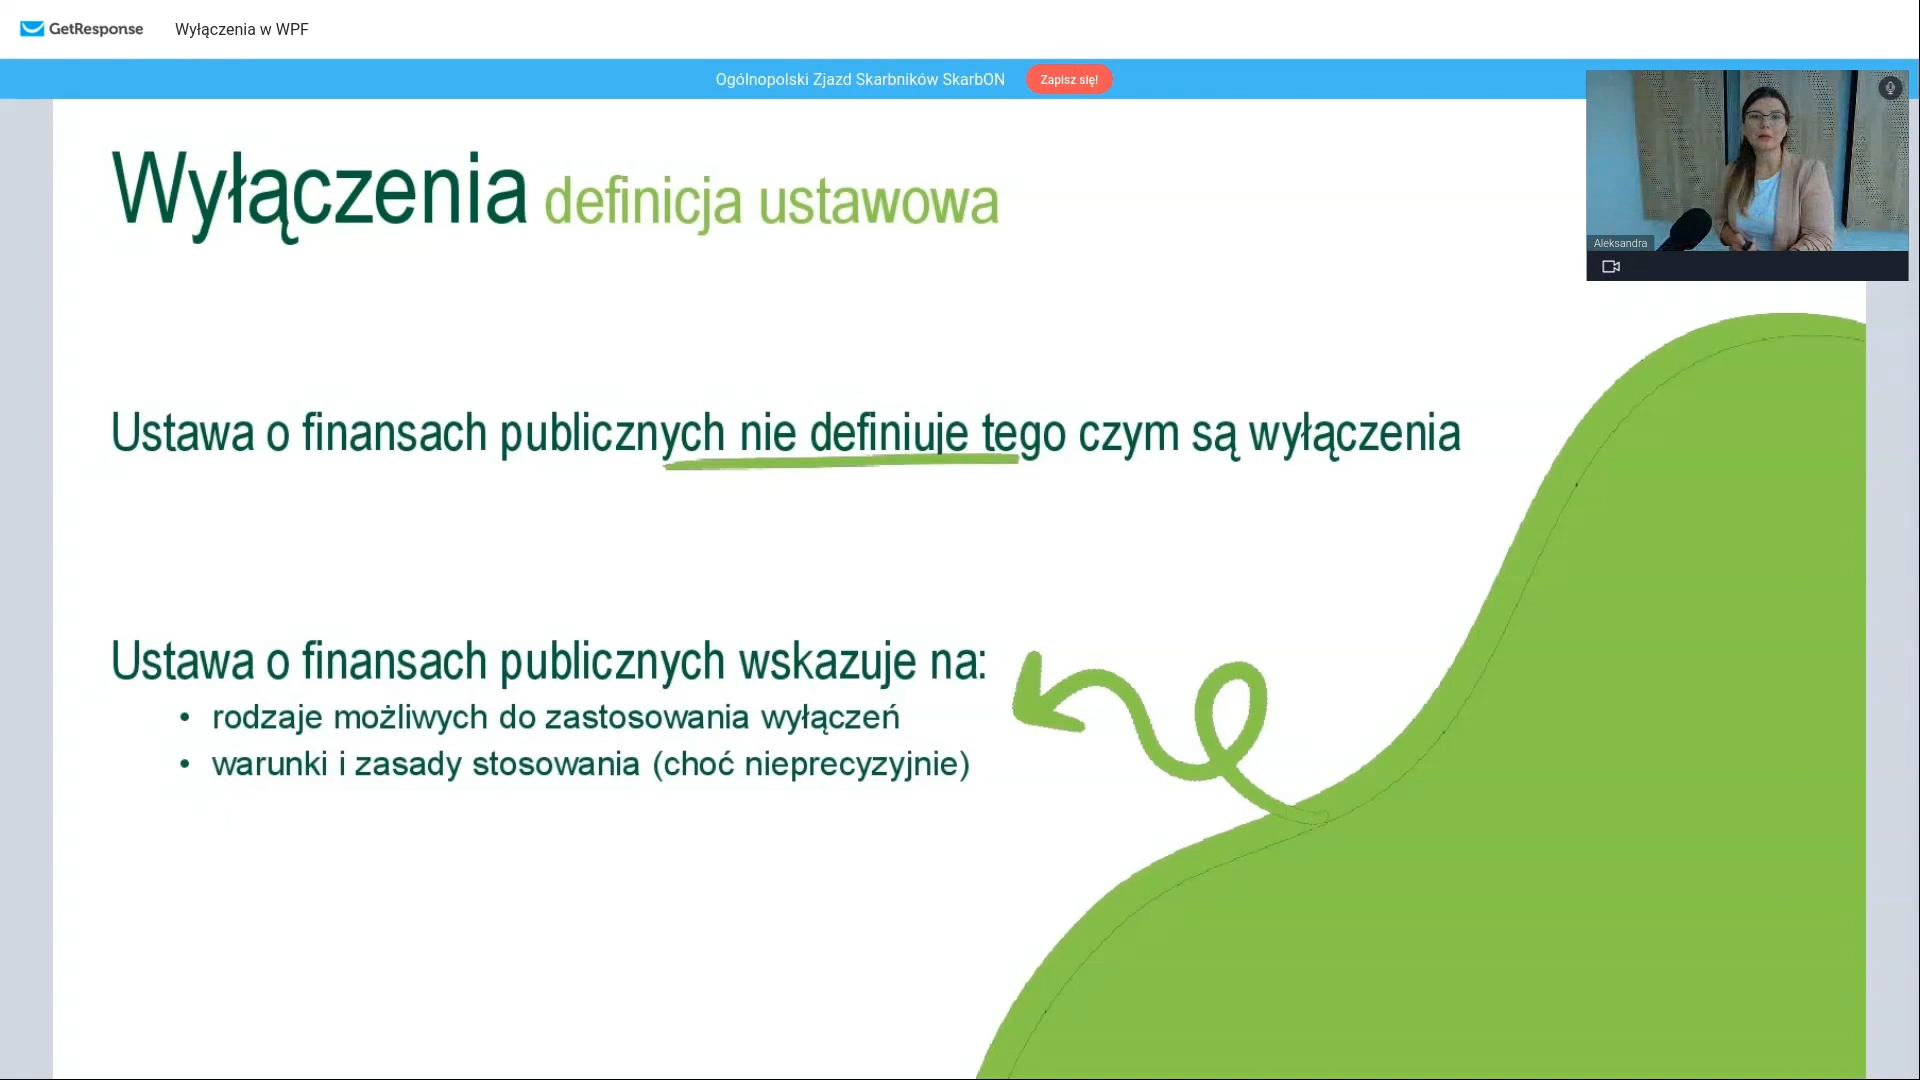 GetResponse
Wyłączenia w WPF
Ogólnopolski Zjazd Skarbników SkarbON
Zapisz się!
Aleksandra
Wyłączenia definicja ustawowa
Ustawa o finansach publicznych nie definiuje tego czym są wyłączenia
Ustawa o finansach publicznych wskazuje na:
• rodzaje możliwych do zastosowania wyłączeń
• warunki i zasady stosowania (choć nieprecyzyjnie)